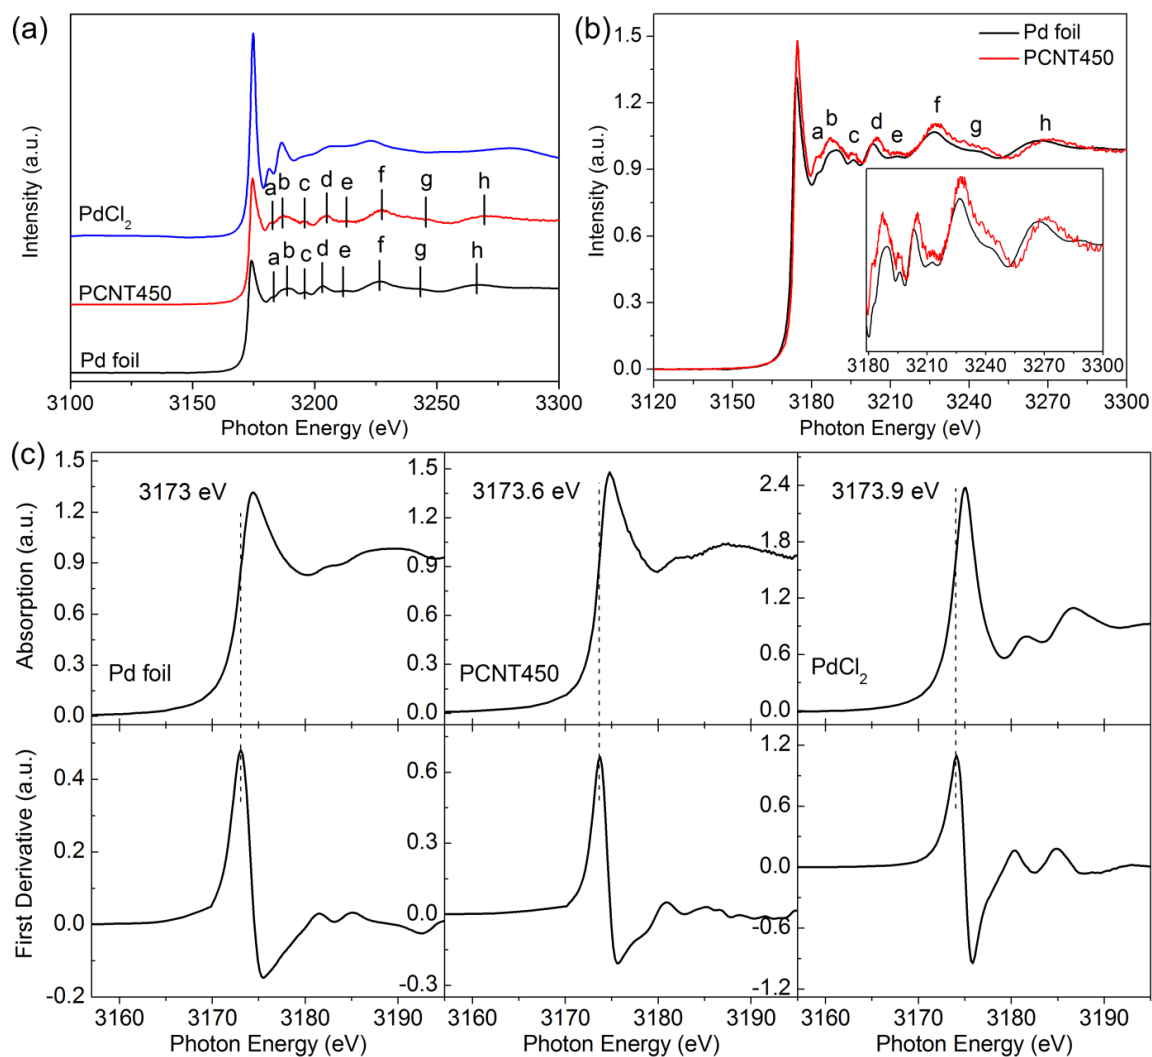 (a)
Intensity (a.u.)
PdCl2
a b c d e f g h
PCNT450
a b c d e f g h
Pd foil
3100 3150 3200 3250 3300
Photon Energy (eV)
(b)
Intensity (a.u.)
1.5
1.2
0.9
0.6
0.3
0.0
Pd foil
PCNT450
a b c d e f g h
3180 3210 3240 3270 3300
3120 3150 3180 3210 3240 3270 3300
Photon Energy (eV)
(c)
Absorption (a.u.)
1.5
1.2
0.9
0.6
0.3
0.0
3173 eV
Pd foil
1.5
1.2
0.9
0.6
0.3
0.0
3173.6 eV
PCNT450
2.4
1.8
1.2
0.6
0.0
3173.9 eV
PdCl2
First Derivative (a.u.)
0.4
0.2
0.0
-0.2
0.6
0.3
0.0
-0.3
1.2
0.6
0.0
-0.6
-1.2
3160 3170 3180 3190
3160 3170 3180 3190
3160 3170 3180 3190
Photon Energy (eV)
Photon Energy (eV)
Photon Energy (eV)